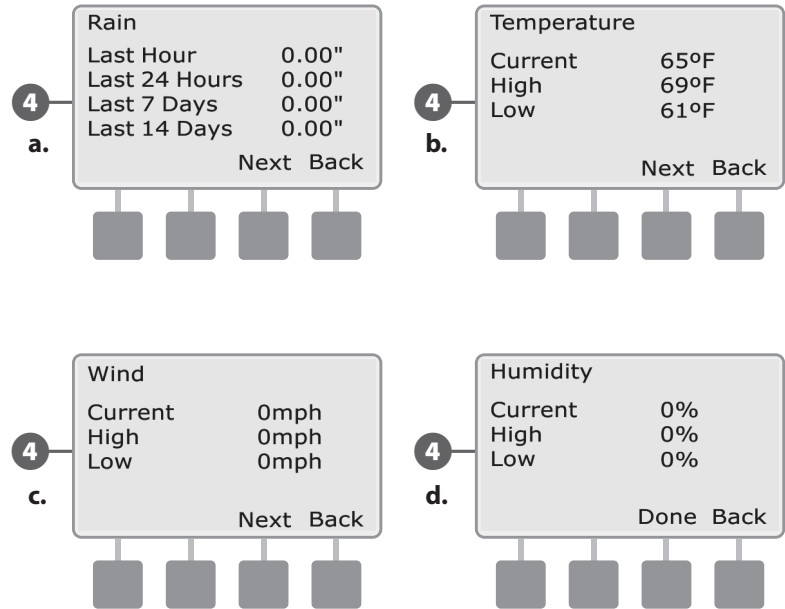 Rain
Last Hour 0.00"
Last 24 Hours 0.00"
Last 7 Days 0.00"
Last 14 Days 0.00"
Next Back
4
a.
Temperature
Current 65ºF
High 69ºF
Low 61ºF
Next Back
4
b.
Wind
Current 0mph
High 0mph
Low 0mph
Next Back
4
c.
Humidity
Current 0%
High 0%
Low 0%
Done Back
4
d.